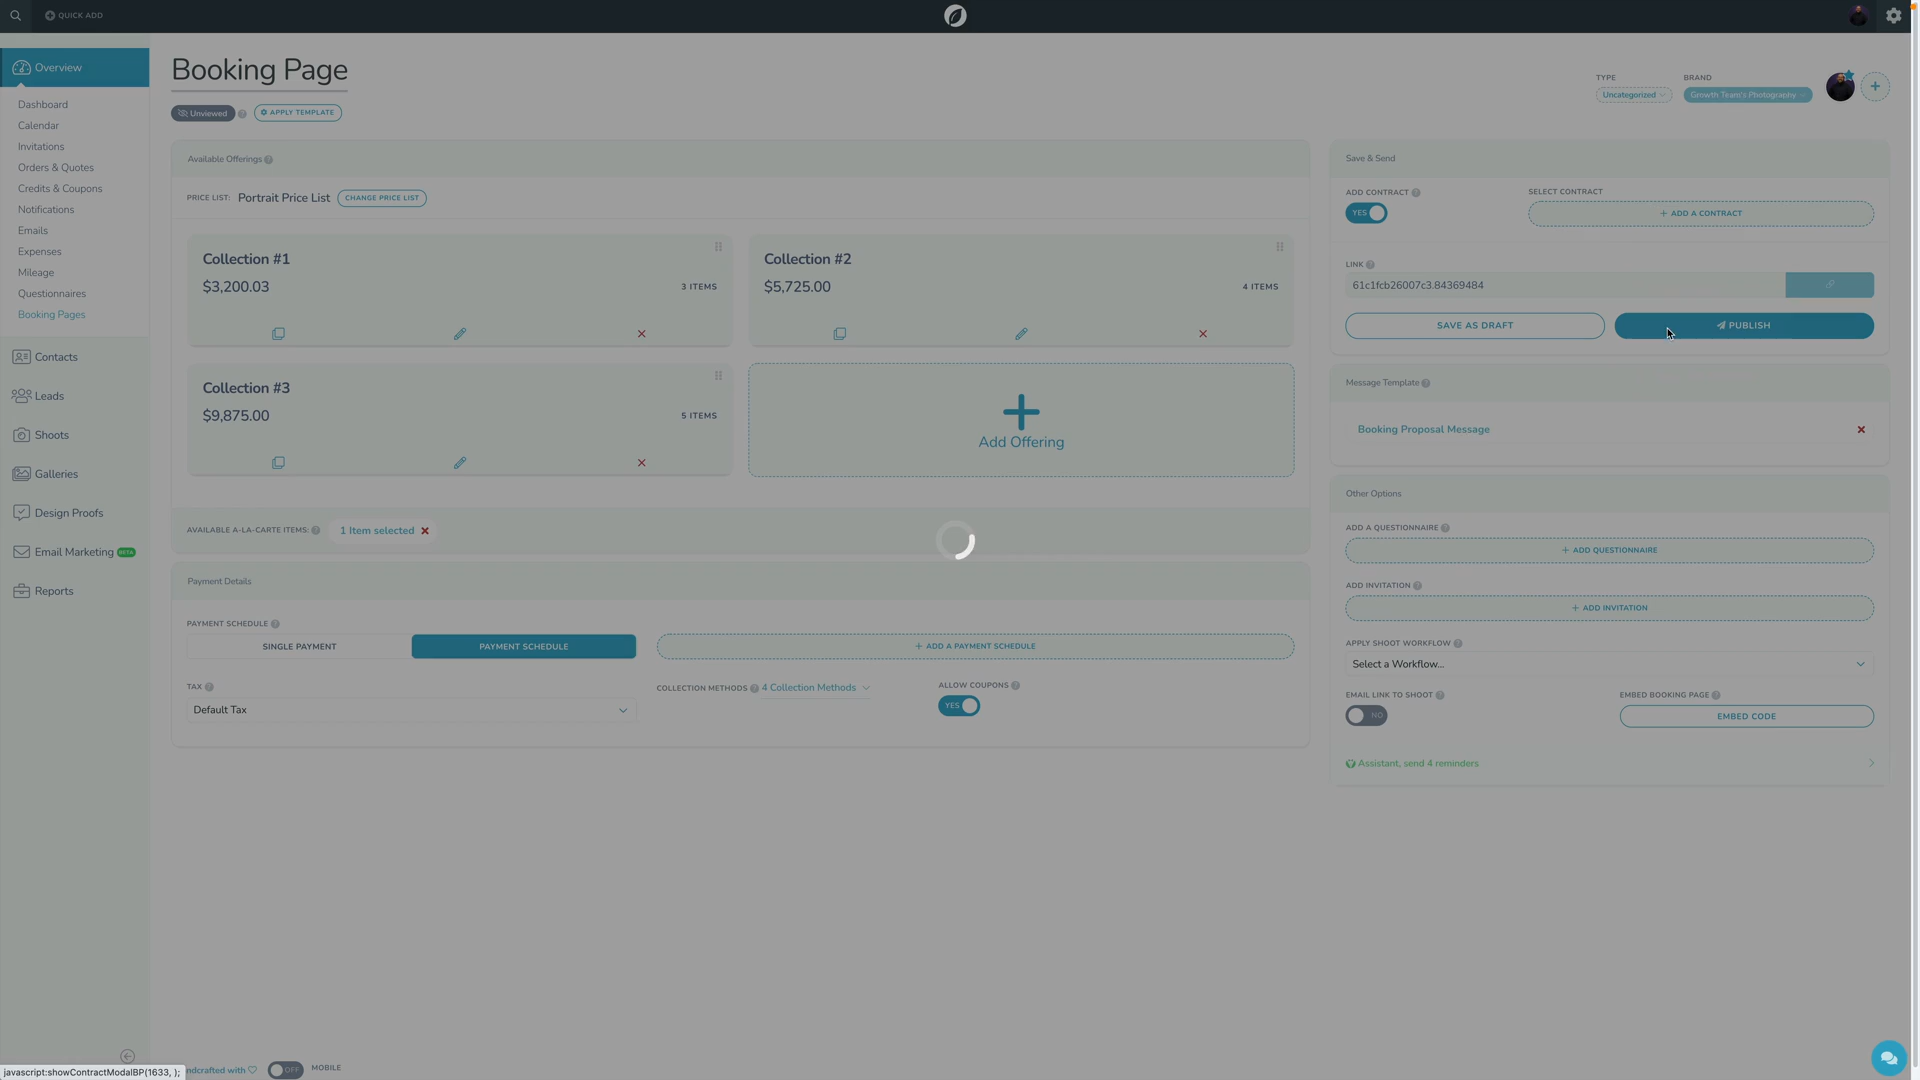 QUICK ADD
Overview
Dashboard
Calendar
Invitations
Orders & Quotes
Credits & Coupons
Notifications
Emails
Expenses
Mileage
Questionnaires
Booking Pages
Contacts
Leads
Shoots
Galleries
Design Proofs
Email Marketing BETA
Reports
Booking Page
Unviewed ? APPLY TEMPLATE
TYPE
Uncategorized
BRAND
Growth Team's Photography
Available Offerings ?
PRICE LIST: Portrait Price List CHANGE PRICE LIST
Collection #1
$3,200.03 3 ITEMS
Collection #2
$5,725.00 4 ITEMS
Collection #3
$9,875.00 5 ITEMS
Add Offering
AVAILABLE A-LA-CARTE ITEMS: ? 1 Item selected
Payment Details
PAYMENT SCHEDULE ?
SINGLE PAYMENT PAYMENT SCHEDULE + ADD A PAYMENT SCHEDULE
TAX ?
Default Tax
COLLECTION METHODS ? 4 Collection Methods
ALLOW COUPONS ?
YES
Save & Send
ADD CONTRACT ?
YES
SELECT CONTRACT
+ ADD A CONTRACT
LINK ?
61c1fcb26007c3.84369484
SAVE AS DRAFT PUBLISH
Message Template ?
Booking Proposal Message
Other Options
ADD A QUESTIONNAIRE ?
+ ADD QUESTIONNAIRE
ADD INVITATION ?
+ ADD INVITATION
APPLY SHOOT WORKFLOW ?
Select a Workflow...
EMAIL LINK TO SHOOT ?
NO
EMBED BOOKING PAGE ?
EMBED CODE
Assistant, send 4 reminders
javascript:showContractModalBP(1633, );
ndcrafted with OFF MOBILE